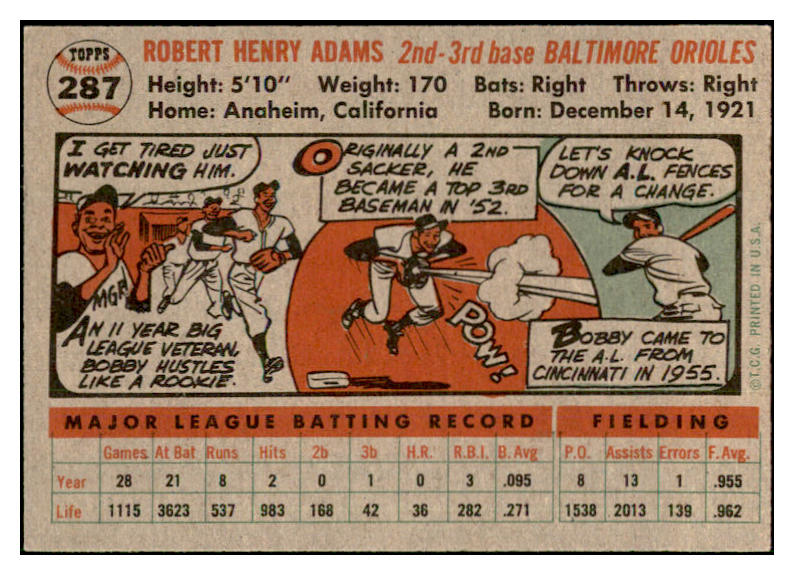 TOPPS
287
ROBERT HENRY ADAMS 2nd-3rd base BALTIMORE ORIOLES
Height: 5'10" Weight: 170 Bats: Right Throws: Right
Home: Anaheim, California Born: December 14, 1921
I GET TIRED JUST
WATCHING HIM.
MGR
AN 11 YEAR BIG
LEAGUE VETERAN,
BOBBY HUSTLES
LIKE A ROOKIE.
ORIGINALLY A 2ND
SACKER, HE
BECAME A TOP 3RD
BASEMAN IN '52.
POW!
LET'S KNOCK
DOWN A.L. FENCES
FOR A CHANGE.
BOBBY CAME TO
THE A.L. FROM
CINCINNATI IN 1955.
©T.C.G. PRINTED IN U.S.A.
MAJOR LEAGUE BATTING RECORD FIELDING
Games At Bat Runs Hits 2b 3b H.R. R.B.I. B. Avg P.O. Assists Errors F. Avg.
Year 28 21 8 2 0 1 0 3 .095 8 13 1 .955
Life 1115 3623 537 983 168 42 36 282 .271 1538 2013 139 .962